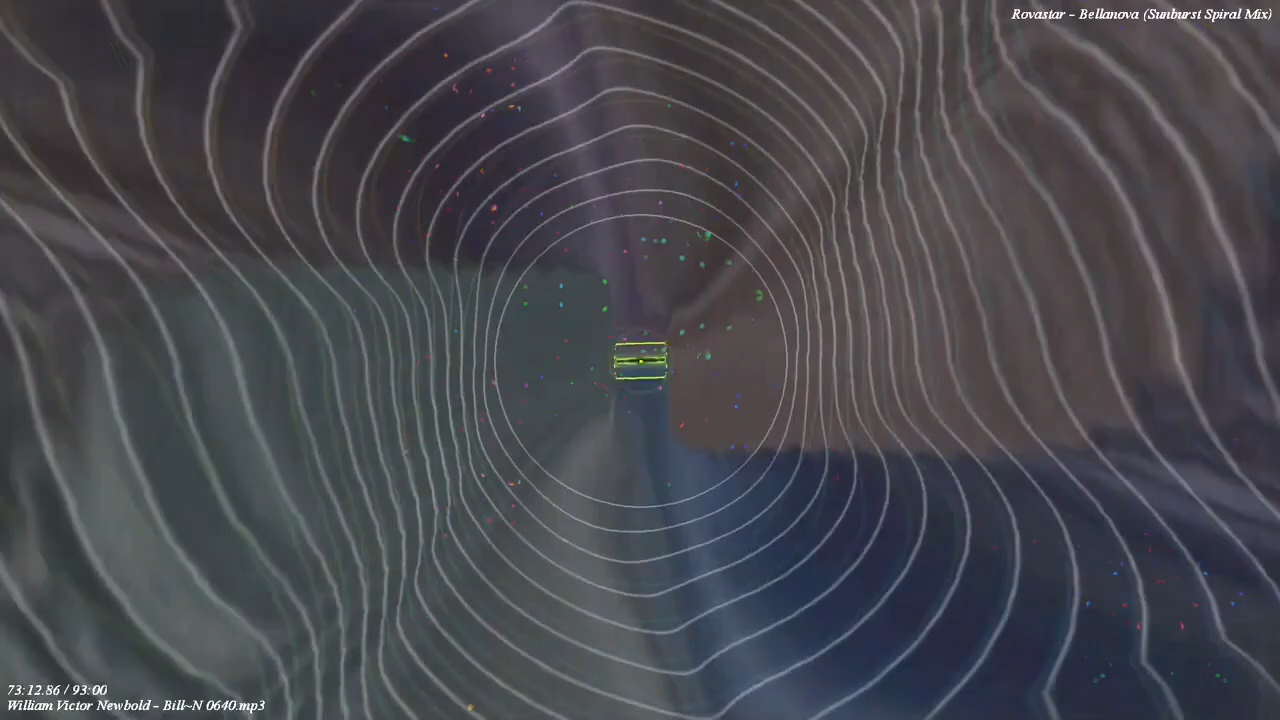 Rovastar - Bellanova (Sunburst Spiral Mix)
73:12.86 / 93:00
William Victor Newbold - Bill~N 0640.mp3